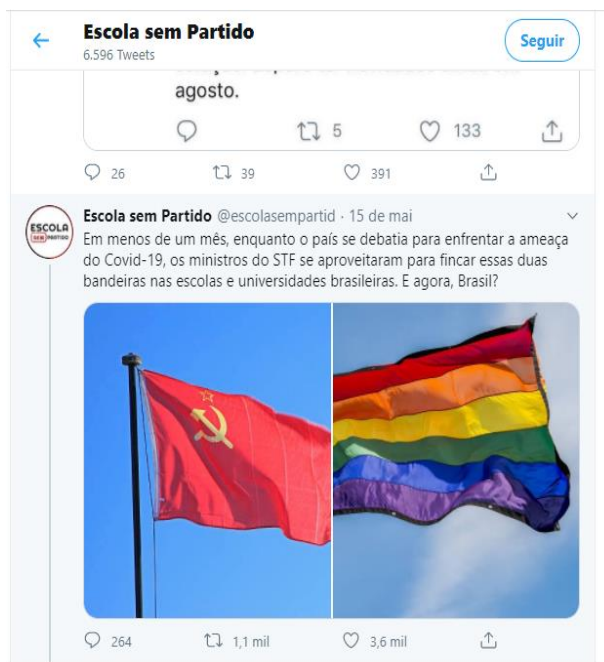 Escola sem Partido
6.596 Tweets
Seguir
agosto.
5
133
26
39
391
ESCOLA
SEM PARTIDO
Escola sem Partido @escolasempartid · 15 de mai
Em menos de um mês, enquanto o país se debatia para enfrentar a ameaça
do Covid-19, os ministros do STF se aproveitaram para fincar essas duas
bandeiras nas escolas e universidades brasileiras. E agora, Brasil?
264
1,1 mil
3,6 mil